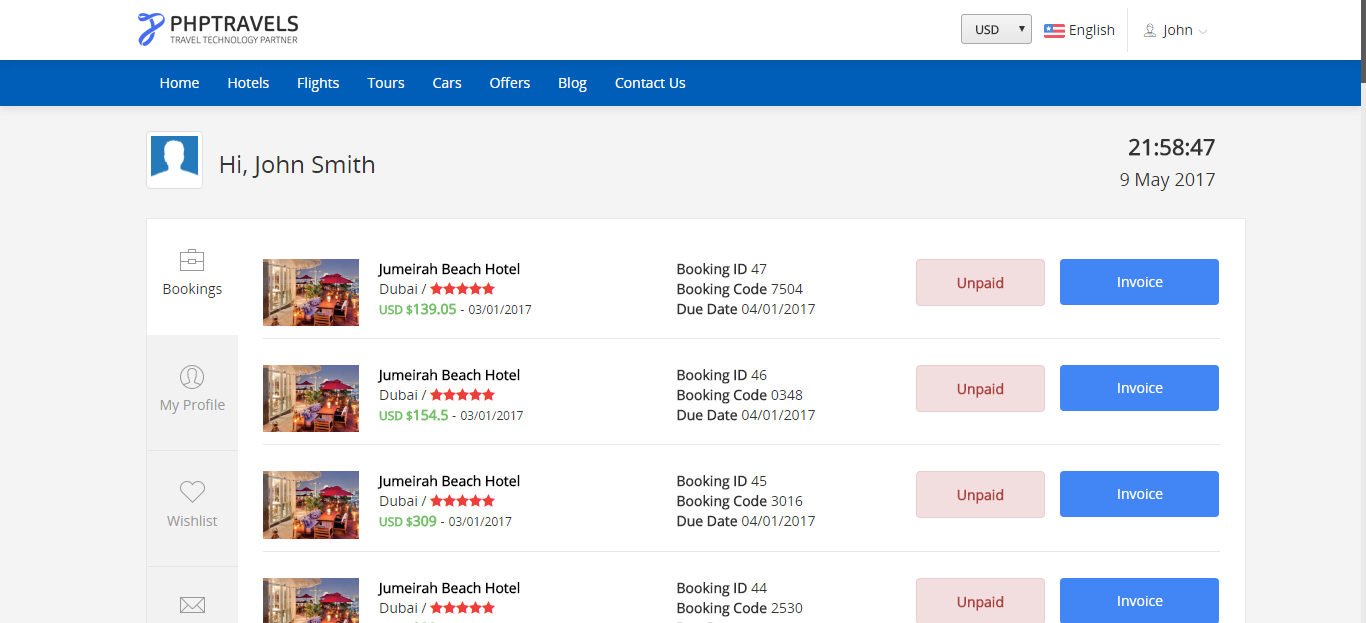 PHPTRAVELS
TRAVEL TECHNOLOGY PARTNER
USD
English
John
Home Hotels Flights Tours Cars Offers Blog Contact Us
Hi, John Smith
21:58:47
9 May 2017
Bookings
My Profile
Wishlist
Jumeirah Beach Hotel
Dubai /
USD $139.05 - 03/01/2017
Booking ID 47
Booking Code 7504
Due Date 04/01/2017
Unpaid
Invoice
Jumeirah Beach Hotel
Dubai /
USD $154.5 - 03/01/2017
Booking ID 46
Booking Code 0348
Due Date 04/01/2017
Unpaid
Invoice
Jumeirah Beach Hotel
Dubai /
USD $309 - 03/01/2017
Booking ID 45
Booking Code 3016
Due Date 04/01/2017
Unpaid
Invoice
Jumeirah Beach Hotel
Dubai /
Booking ID 44
Booking Code 2530
Unpaid
Invoice